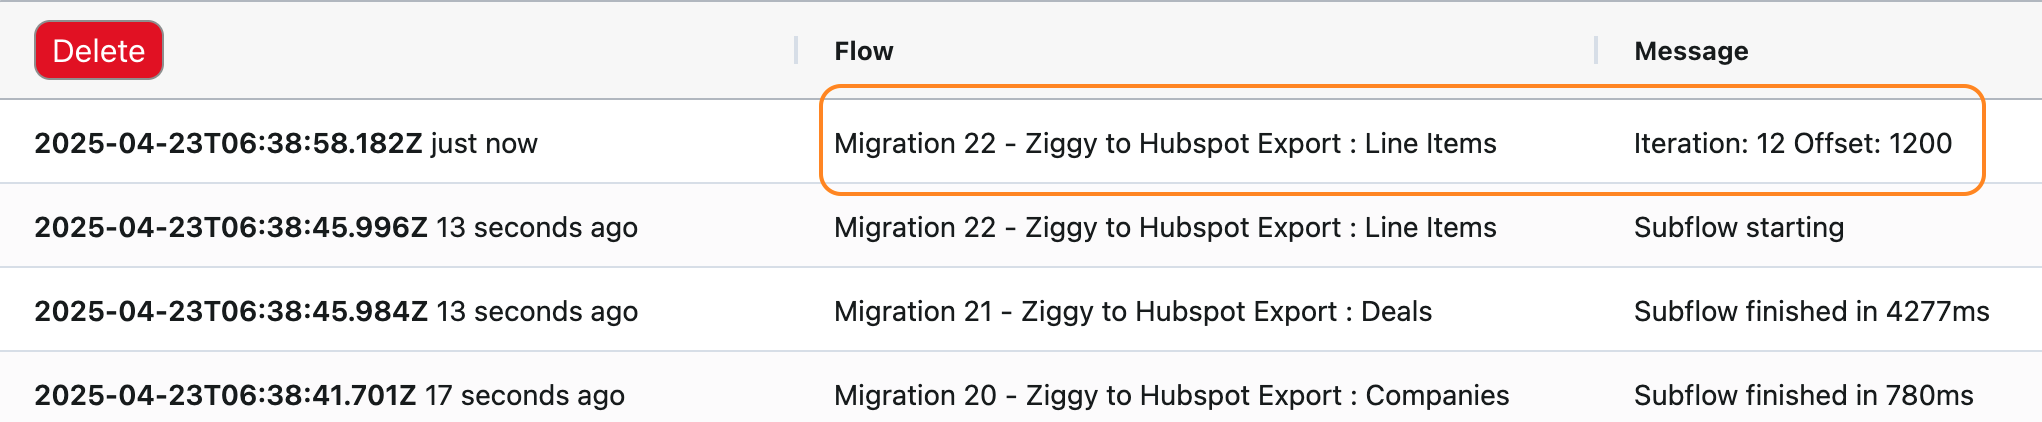 Delete Flow Message
2025-04-23T06:38:58.182Z just now Migration 22 - Ziggy to Hubspot Export : Line Items Iteration: 12 Offset: 1200
2025-04-23T06:38:45.996Z 13 seconds ago Migration 22 - Ziggy to Hubspot Export : Line Items Subflow starting
2025-04-23T06:38:45.984Z 13 seconds ago Migration 21 - Ziggy to Hubspot Export : Deals Subflow finished in 4277ms
2025-04-23T06:38:41.701Z 17 seconds ago Migration 20 - Ziggy to Hubspot Export : Companies Subflow finished in 780ms